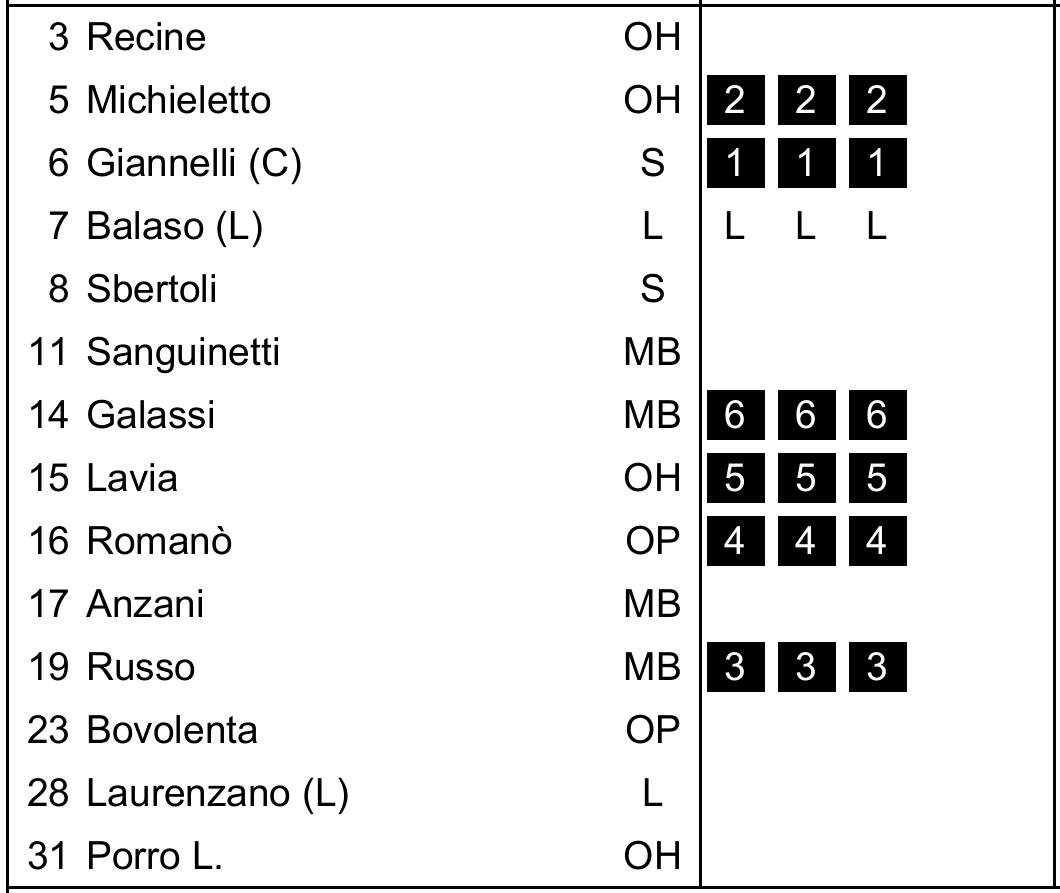 3 Recine OH
5 Michieletto OH 2 2 2
6 Giannelli (C) S 1 1 1
7 Balaso (L) L L L L
8 Sbertoli S
11 Sanguinetti MB
14 Galassi MB 6 6 6
15 Lavia OH 5 5 5
16 Romanò OP 4 4 4
17 Anzani MB
19 Russo MB 3 3 3
23 Bovolenta OP
28 Laurenzano (L) L
31 Porro L. OH